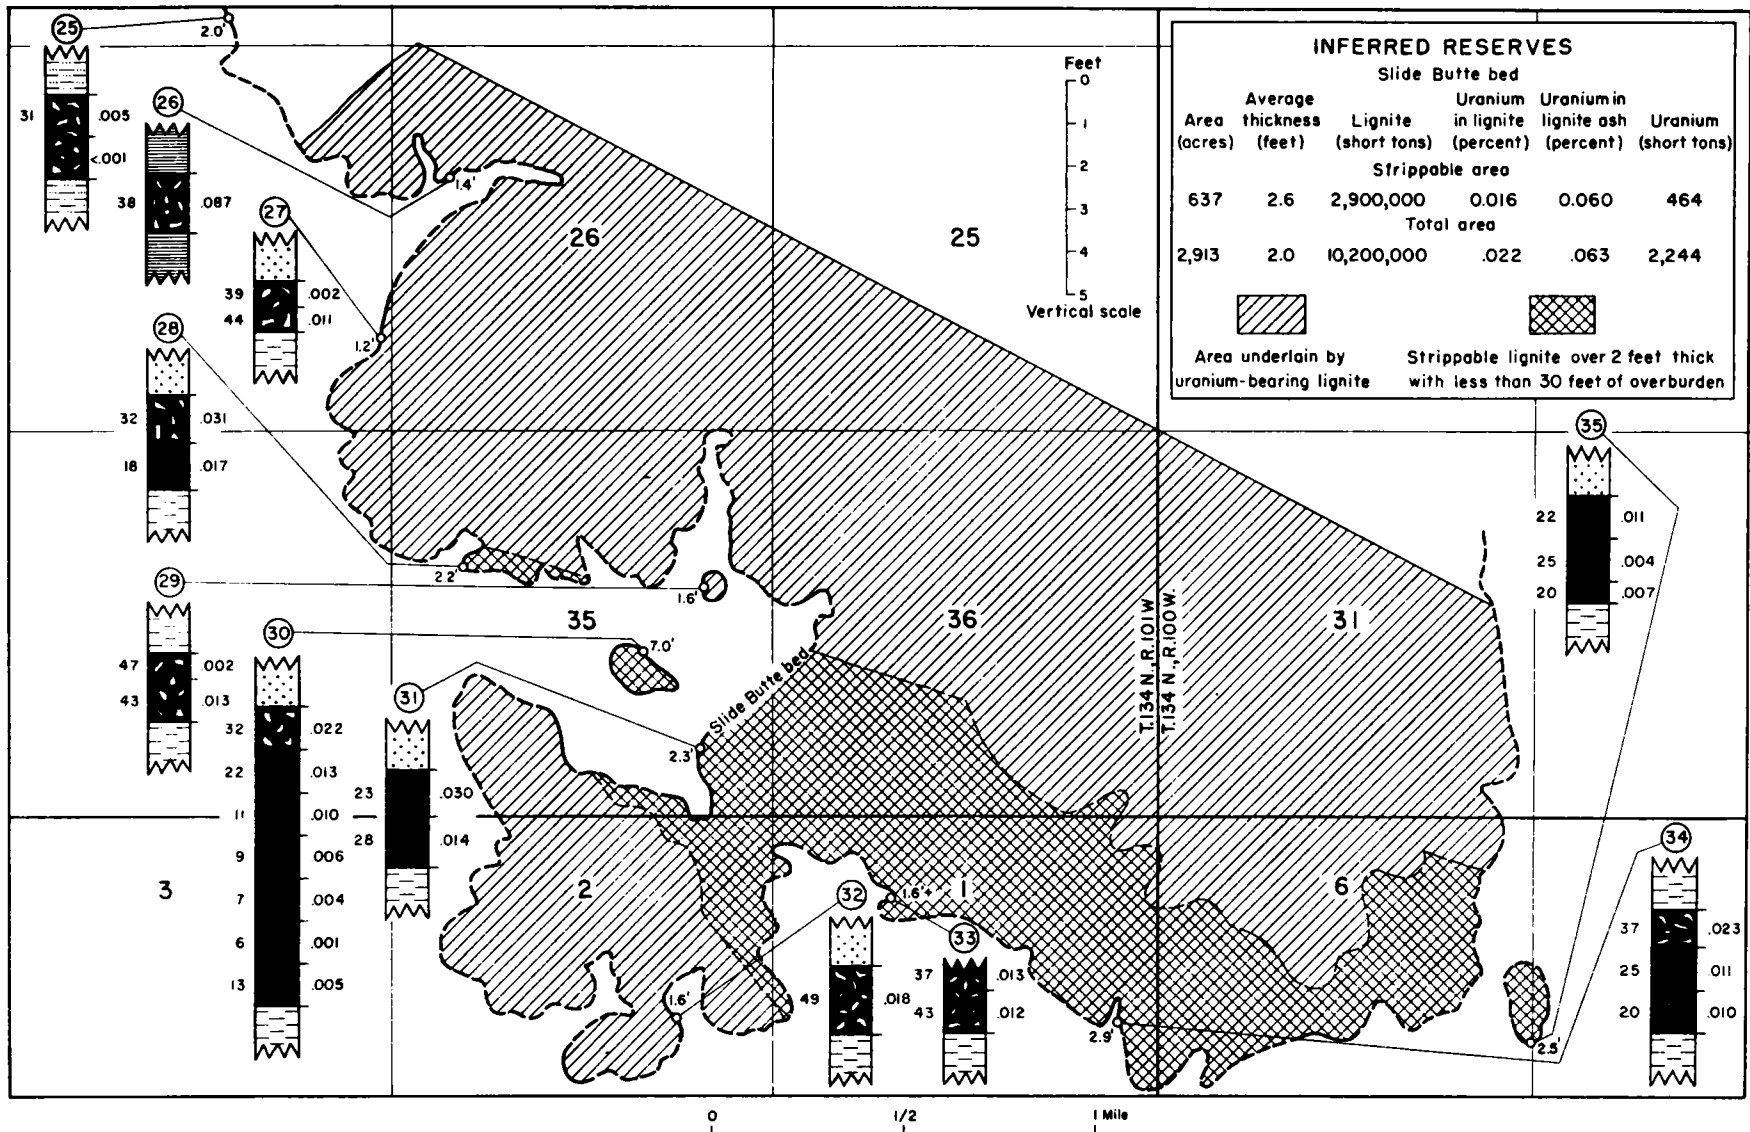 INFERRED RESERVES
Slide Butte bed
Area (acres)
Average thickness (feet)
Lignite (short tons)
Uranium in lignite (percent)
Uranium in lignite ash (percent)
Uranium (short tons)
Strippable area
637 2.6 2,900,000 0.016 0.060 464
Total area
2,913 2.0 10,200,000 .022 .063 2,244
Area underlain by
uranium-bearing lignite
Strippable lignite over 2 feet thick
with less than 30 feet of overburden
Feet
0
1
2
3
4
5
Vertical scale
25
2.0'
31 .005
<.001
26
1.4'
38 .087
27
1.2'
39 .002
44 .011
28
2.2'
32 .031
18 .017
29
1.6'
47 .002
43 .013
30
7.0'
32 .022
22 .013
11 .010
9 .006
7 .004
6 .001
13 .005
31
2.3'
23 .030
28 .014
32
1.6'
49 .018
33
1.6'+
37 .013
43 .012
34
2.9'
37 .023
25 .011
20 .010
35
2.5'
22 .011
25 .004
20 .007
26
25
35
36
31
3
2
1
6
Slide Butte bed
T.134 N., R.101 W.
T.134 N., R.100 W.
0 1/2 1 Mile